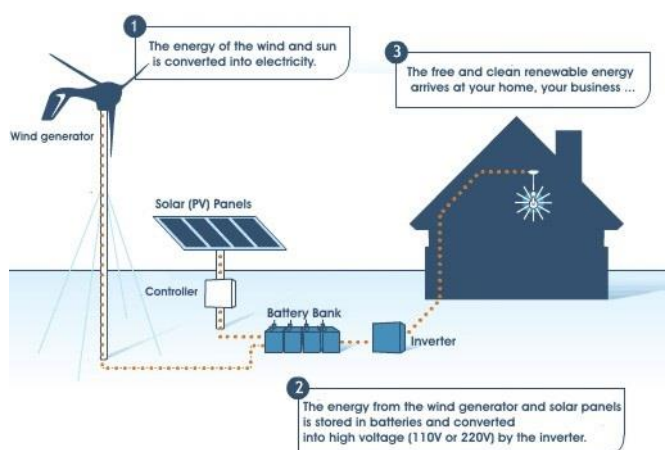 1
The energy of the wind and sun
is converted into electricity.
3
The free and clean renewable energy
arrives at your home, your business ...
Wind generator
Solar (PV) Panels
Controller
Battery Bank
Inverter
2
The energy from the wind generator and solar panels
is stored in batteries and converted
into high voltage (110V or 220V) by the inverter.